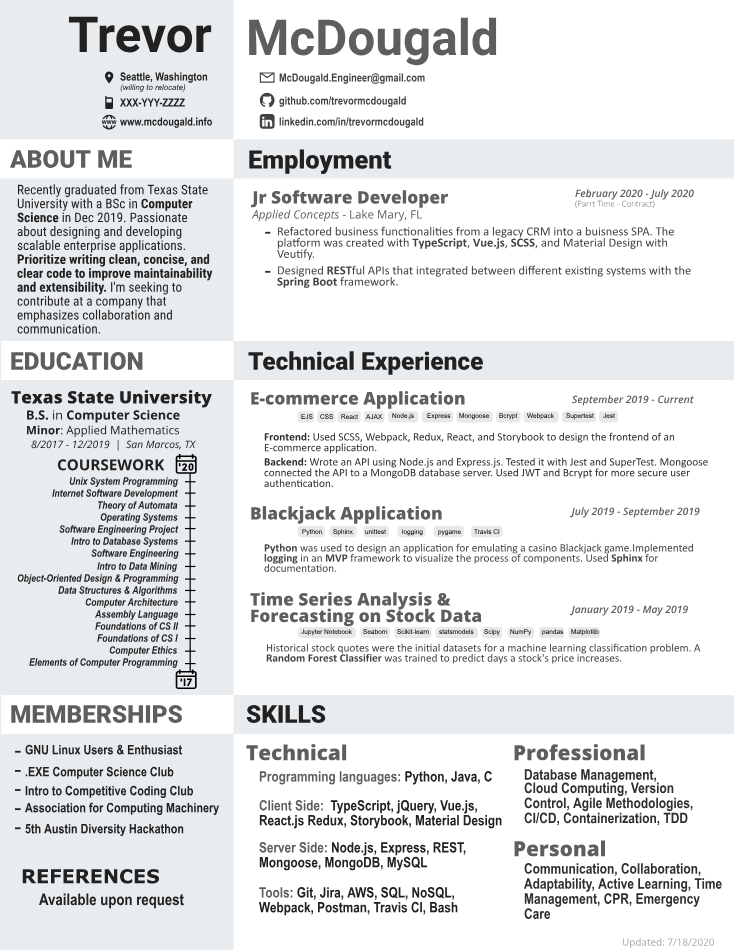 Trevor McDougald
Seattle, Washington
(willing to relocate)
XXX-YYY-ZZZZ
www.mcdougald.info
McDougald.Engineer@gmail.com
github.com/trevormcdougald
linkedin.com/in/trevormcdougald
ABOUT ME
Recently graduated from Texas State
University with a BSc in Computer
Science in Dec 2019. Passionate
about designing and developing
scalable enterprise applications.
Prioritize writing clean, concise, and
clear code to improve maintainability
and extensibility. I'm seeking to
contribute at a company that
emphasizes collaboration and
communication.
EDUCATION
Texas State University
B.S. in Computer Science
Minor: Applied Mathematics
8/2017 - 12/2019 | San Marcos, TX
COURSEWORK '20
Unix System Programming
Internet Software Development
Theory of Automata
Operating Systems
Software Engineering Project
Intro to Database Systems
Software Engineering
Intro to Data Mining
Object-Oriented Design & Programming
Data Structures & Algorithms
Computer Architecture
Assembly Language
Foundations of CS II
Foundations of CS I
Computer Ethics
Elements of Computer Programming
'17
MEMBERSHIPS
– GNU Linux Users & Enthusiast
– .EXE Computer Science Club
– Intro to Competitive Coding Club
– Association for Computing Machinery
– 5th Austin Diversity Hackathon
REFERENCES
Available upon request
Employment
Jr Software Developer February 2020 - July 2020
(Parrt Time - Contract)
Applied Concepts - Lake Mary, FL
– Refactored business functionalities from a legacy CRM into a buisness SPA. The
platform was created with TypeScript, Vue.js, SCSS, and Material Design with
Veutify.
– Designed RESTful APIs that integrated between different existing systems with the
Spring Boot framework.
Technical Experience
E-commerce Application September 2019 - Current
EJS CSS React AJAX Node.js Express Mongoose Bcrypt Webpack Supertest Jest
Frontend: Used SCSS, Webpack, Redux, React, and Storybook to design the frontend of an
E-commerce application.
Backend: Wrote an API using Node.js and Express.js. Tested it with Jest and SuperTest. Mongoose
connected the API to a MongoDB database server. Used JWT and Bcrypt for more secure user
authentication.
Blackjack Application July 2019 - September 2019
Python Sphinx unittest logging pygame Travis CI
Python was used to design an application for emulating a casino Blackjack game.Implemented
logging in an MVP framework to visualize the process of components. Used Sphinx for
documentation.
Time Series Analysis &
Forecasting on Stock Data January 2019 - May 2019
Jupyter Notebook Seaborn Scikit-learn statsmodels Scipy NumPy pandas Matplotlib
Historical stock quotes were the initial datasets for a machine learning classification problem. A
Random Forest Classifier was trained to predict days a stock's price increases.
SKILLS
Technical
Programming languages: Python, Java, C
Client Side: TypeScript, jQuery, Vue.js,
React.js Redux, Storybook, Material Design
Server Side: Node.js, Express, REST,
Mongoose, MongoDB, MySQL
Tools: Git, Jira, AWS, SQL, NoSQL,
Webpack, Postman, Travis CI, Bash
Professional
Database Management,
Cloud Computing, Version
Control, Agile Methodologies,
CI/CD, Containerization, TDD
Personal
Communication, Collaboration,
Adaptability, Active Learning, Time
Management, CPR, Emergency
Care
Updated: 7/18/2020